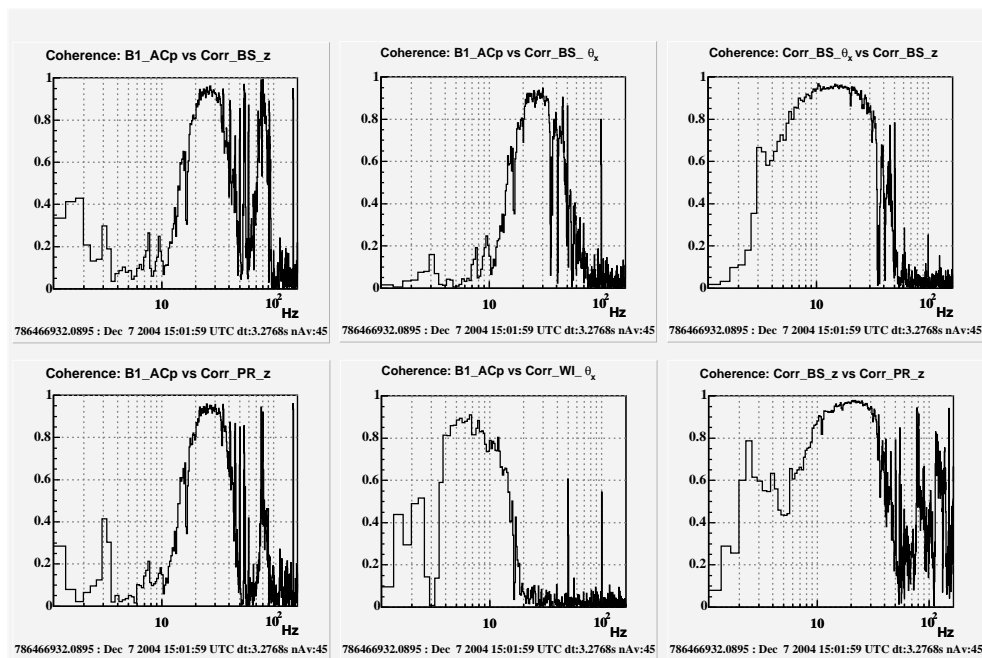 Coherence: B1_ACp vs Corr_BS_z
1
0.8
0.6
0.4
0.2
0
10
10²
Hz
786466932.0895 : Dec 7 2004 15:01:59 UTC dt:3.2768s nAv:45
Coherence: B1_ACp vs Corr_BS_ θx
1
0.8
0.6
0.4
0.2
0
10
10²
Hz
786466932.0895 : Dec 7 2004 15:01:59 UTC dt:3.2768s nAv:45
Coherence: Corr_BS_θx vs Corr_BS_z
1
0.8
0.6
0.4
0.2
0
10
10²
Hz
786466932.0895 : Dec 7 2004 15:01:59 UTC dt:3.2768s nAv:45
Coherence: B1_ACp vs Corr_PR_z
1
0.8
0.6
0.4
0.2
0
10
10²
Hz
786466932.0895 : Dec 7 2004 15:01:59 UTC dt:3.2768s nAv:45
Coherence: B1_ACp vs Corr_WI_ θx
1
0.8
0.6
0.4
0.2
0
10
10²
Hz
786466932.0895 : Dec 7 2004 15:01:59 UTC dt:3.2768s nAv:45
Coherence: Corr_BS_z vs Corr_PR_z
1
0.8
0.6
0.4
0.2
0
10
10²
Hz
786466932.0895 : Dec 7 2004 15:01:59 UTC dt:3.2768s nAv:45